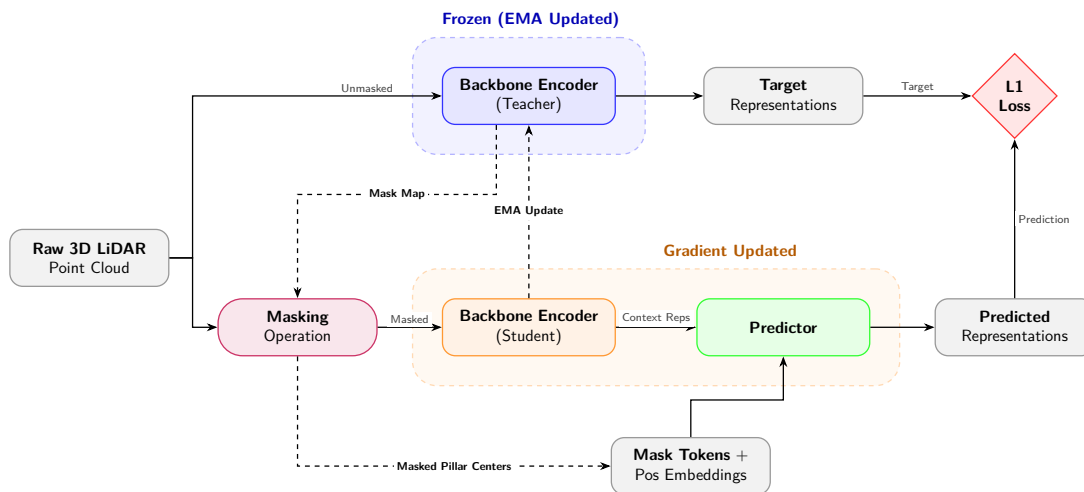 Frozen (EMA Updated)
Unmasked
Backbone Encoder
(Teacher)
Target
Representations
Target
L1
Loss
Mask Map
EMA Update
Prediction
Raw 3D LiDAR
Point Cloud
Gradient Updated
Masking
Operation
Masked
Backbone Encoder
(Student)
Context Reps
Predictor
Predicted
Representations
Masked Pillar Centers
Mask Tokens +
Pos Embeddings